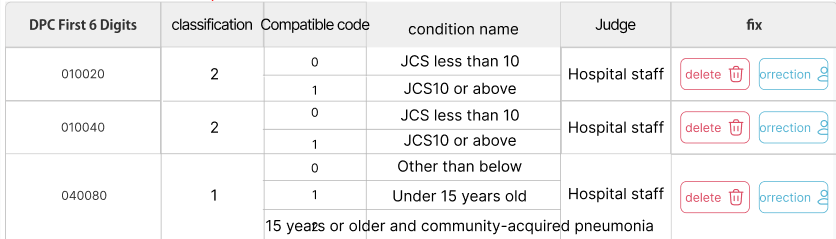 DPC First 6 Digits classification Compatible code condition name Judge fix
010020 2 0 JCS less than 10 Hospital staff delete orrection
1 JCS10 or above
010040 2 0 JCS less than 10 Hospital staff delete orrection
1 JCS10 or above
040080 1 0 Other than below Hospital staff delete orrection
1 Under 15 years old
2 15 years or older and community-acquired pneumonia